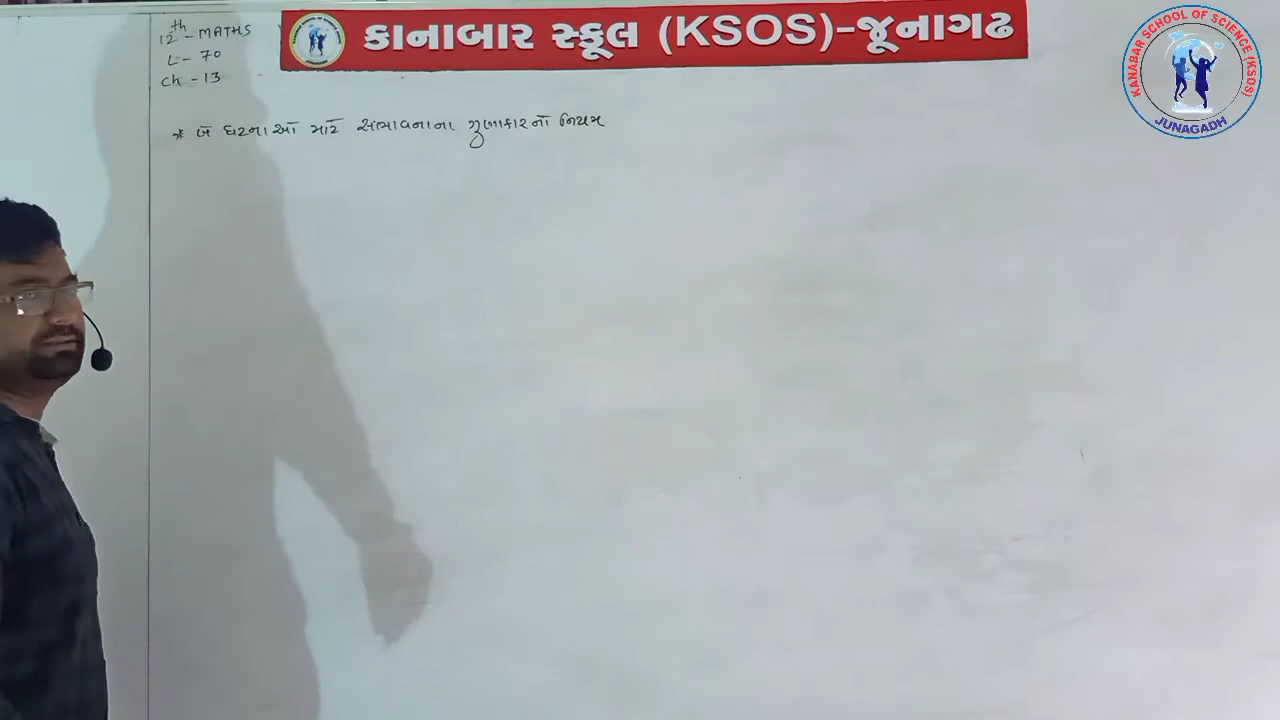 12th - MATHS
L - 70
Ch - 13
કાનાબાર સ્કૂલ (KSOS)-જૂનાગઢ
KANABAR SCHOOL OF SCIENCE (KSOS)
JUNAGADH
* બે ઘટનાઓ માટે સંભાવનાના ગુણાકારનો નિયમ